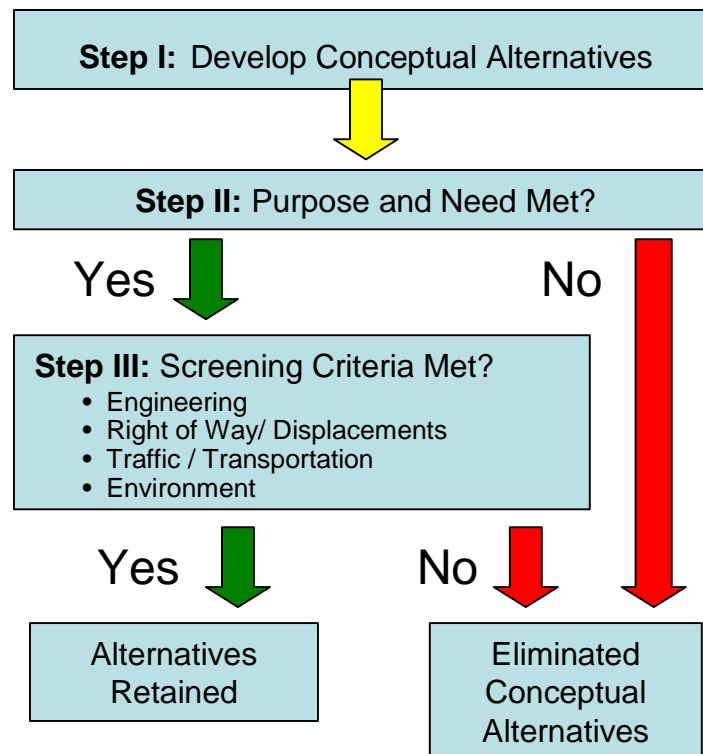 Step I: Develop Conceptual Alternatives
Step II: Purpose and Need Met?
Yes
No
Step III: Screening Criteria Met?
• Engineering
• Right of Way/ Displacements
• Traffic / Transportation
• Environment
Yes
No
Alternatives
Retained
Eliminated
Conceptual
Alternatives